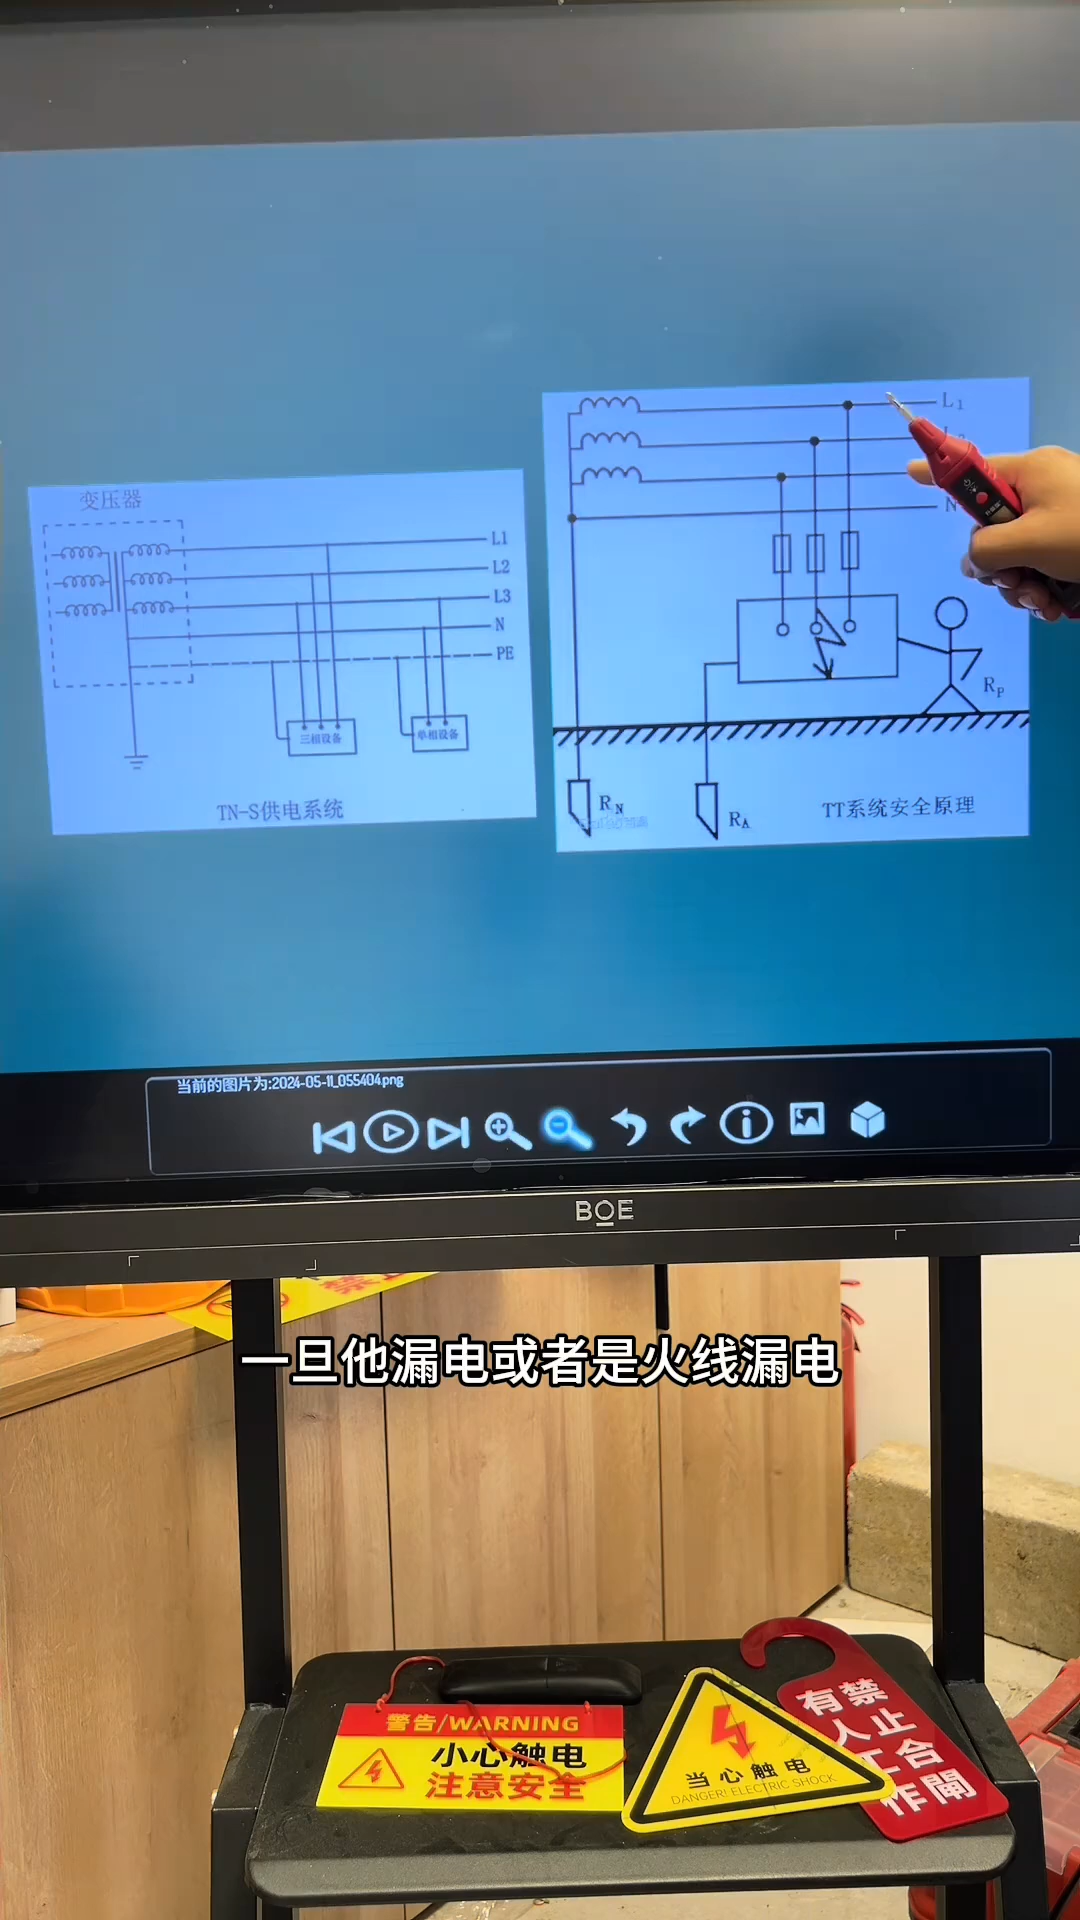 变压器
L1
L2
L3
N
PE
三相设备
单相设备
TN-S供电系统
L1
N
RP
RN
RA
TT系统安全原理
当前的图片为:2024-05-11_055404.png
BOE
一旦他漏电或者是火线漏电
警告/WARNING
小心触电
注意安全
当心触电
DANGER! ELECTRIC SHOCK
禁止合闸
有人工作